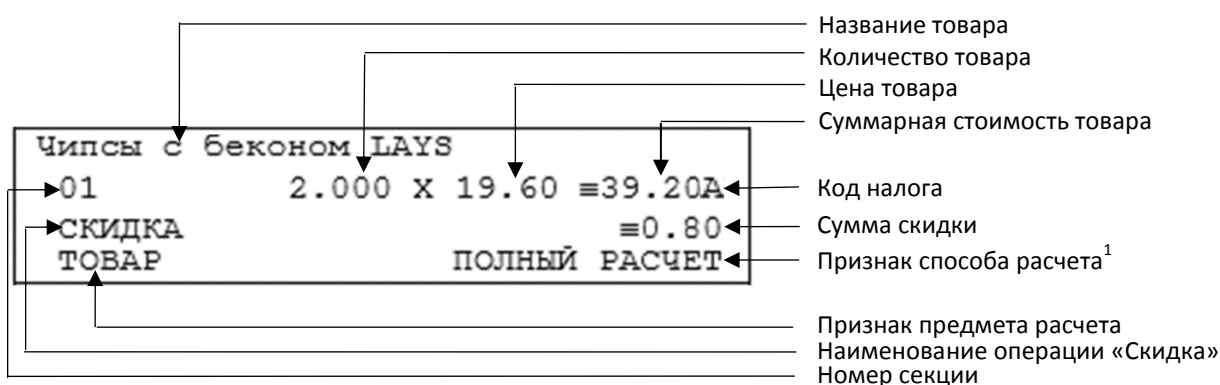 Название товара
Количество товара
Цена товара
Суммарная стоимость товара
Чипсы с беконом LAYS
01 2.000 X 19.60 ≡39.20А
Код налога
СКИДКА ≡0.80
Сумма скидки
ТОВАР ПОЛНЫЙ РАСЧЕТ
Признак способа расчета¹
Признак предмета расчета
Наименование операции «Скидка»
Номер секции